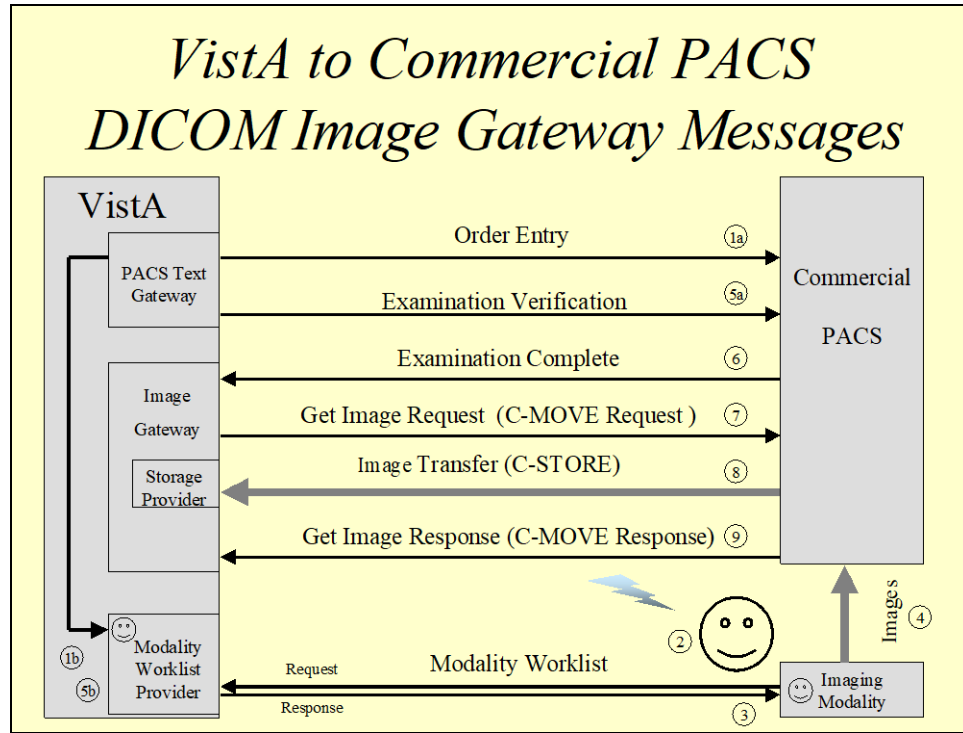 VistA to Commercial PACS
DICOM Image Gateway Messages
VistA
PACS Text
Gateway
Order Entry
1a
Examination Verification
5a
Commercial
PACS
Examination Complete
6
Image
Gateway
Get Image Request (C-MOVE Request )
7
Image Transfer (C-STORE)
8
Storage
Provider
Get Image Response (C-MOVE Response)
9
Images
4
2
1b
5b
Modality
Worklist
Provider
Request
Modality Worklist
Response
3
Imaging
Modality